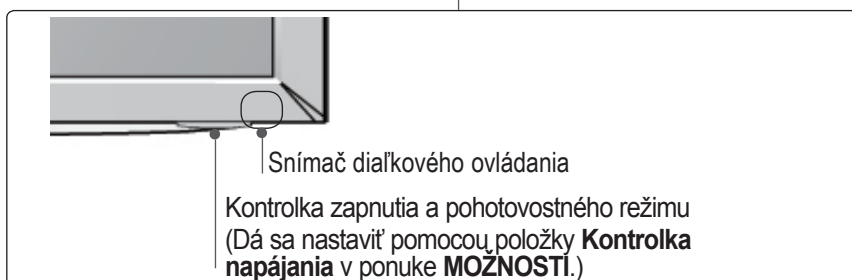 Snímač diaľkového ovládania
Kontrolka zapnutia a pohotovostného režimu
(Dá sa nastaviť pomocou položky Kontrolka
napájania v ponuke MOŽNOSTI.)